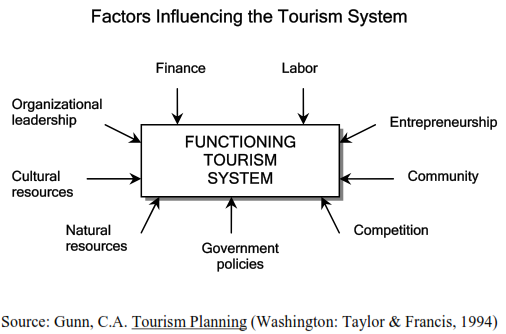 Factors Influencing the Tourism System
Finance
Labor
Organizational
leadership
Entrepreneurship
FUNCTIONING
TOURISM
SYSTEM
Cultural
resources
Community
Natural
resources
Government
policies
Competition
Source: Gunn, C.A. Tourism Planning (Washington: Taylor & Francis, 1994)